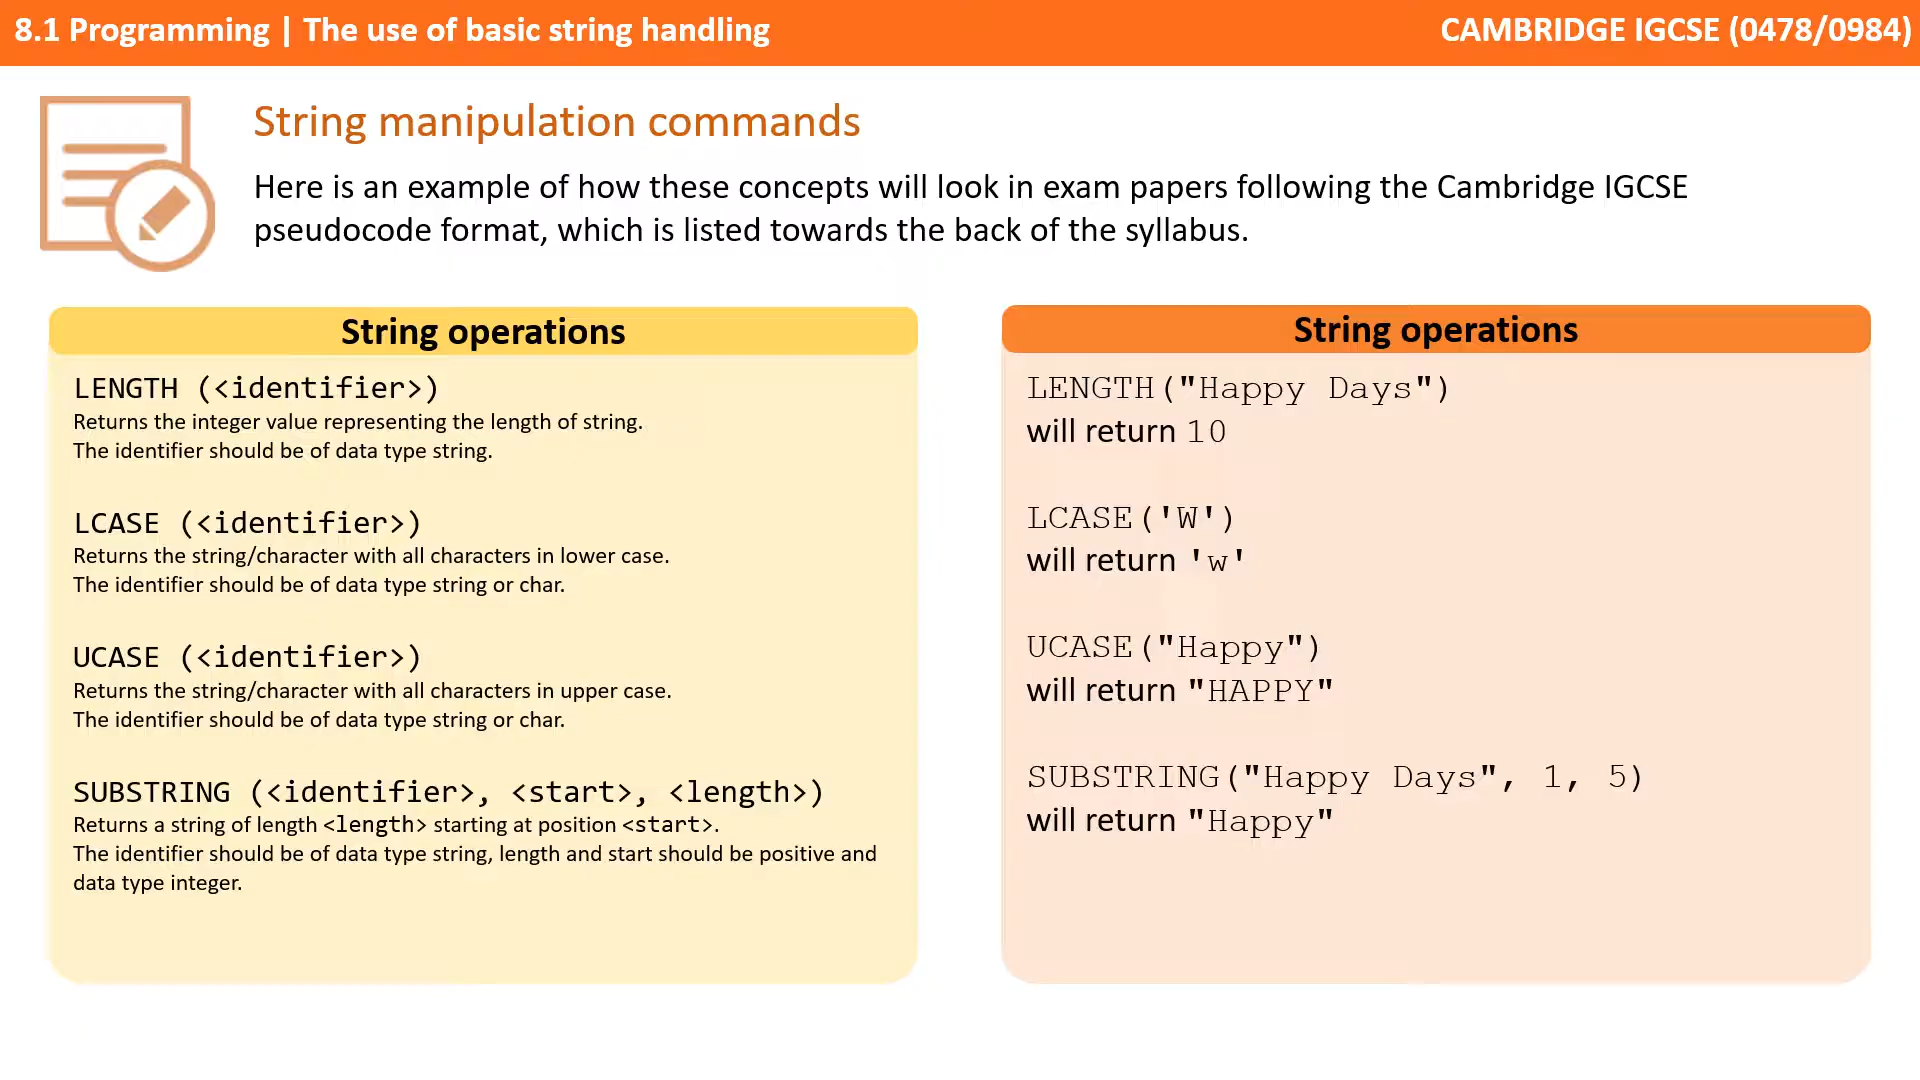 8.1 Programming | The use of basic string handling
CAMBRIDGE IGCSE (0478/0984)
String manipulation commands
Here is an example of how these concepts will look in exam papers following the Cambridge IGCSE
pseudocode format, which is listed towards the back of the syllabus.
String operations
LENGTH (<identifier>)
Returns the integer value representing the length of string.
The identifier should be of data type string.
LCASE (<identifier>)
Returns the string/character with all characters in lower case.
The identifier should be of data type string or char.
UCASE (<identifier>)
Returns the string/character with all characters in upper case.
The identifier should be of data type string or char.
SUBSTRING (<identifier>, <start>, <length>)
Returns a string of length <length> starting at position <start>.
The identifier should be of data type string, length and start should be positive and
data type integer.
String operations
LENGTH("Happy Days")
will return 10
LCASE('W')
will return 'w'
UCASE("Happy")
will return "HAPPY"
SUBSTRING("Happy Days", 1, 5)
will return "Happy"